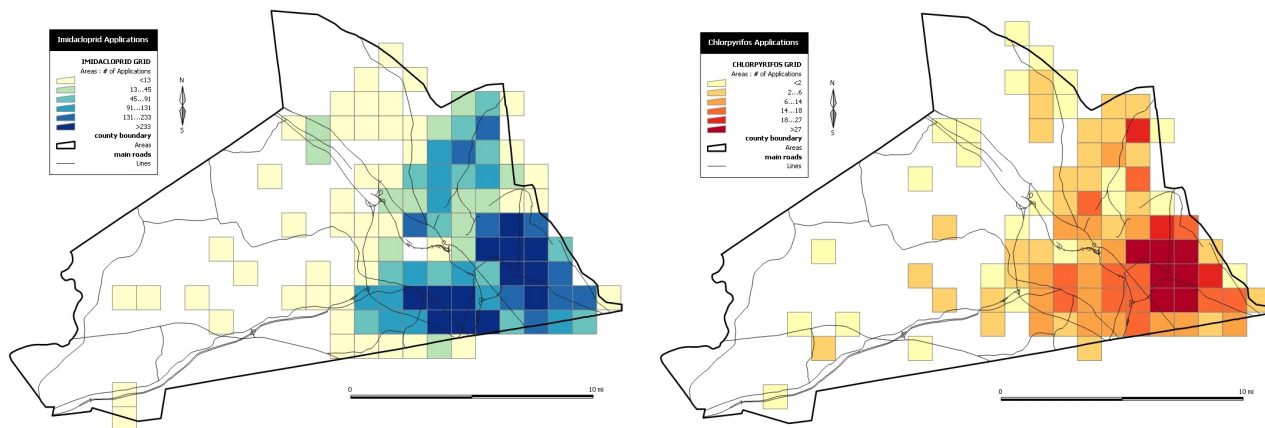 Imidacloprid Applications
IMIDACLOPRID GRID
Areas : # of Applications
<13
13...45
45...91
91...131
131...233
>233
county boundary
Areas
main roads
Lines
N
S
0
10 mi
Chlorpyrifos Applications
CHLORPYRIFOS GRID
Areas : # of Applications
<2
2...6
6...14
14...18
18...27
>27
county boundary
Areas
main roads
Lines
N
S
0
10 mi